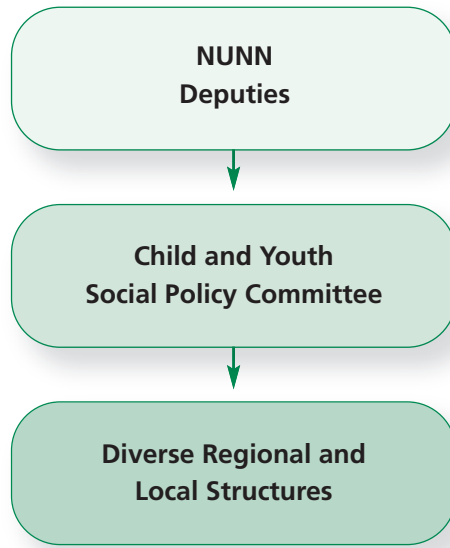 NUNN
Deputies
Child and Youth
Social Policy Committee
Diverse Regional and
Local Structures